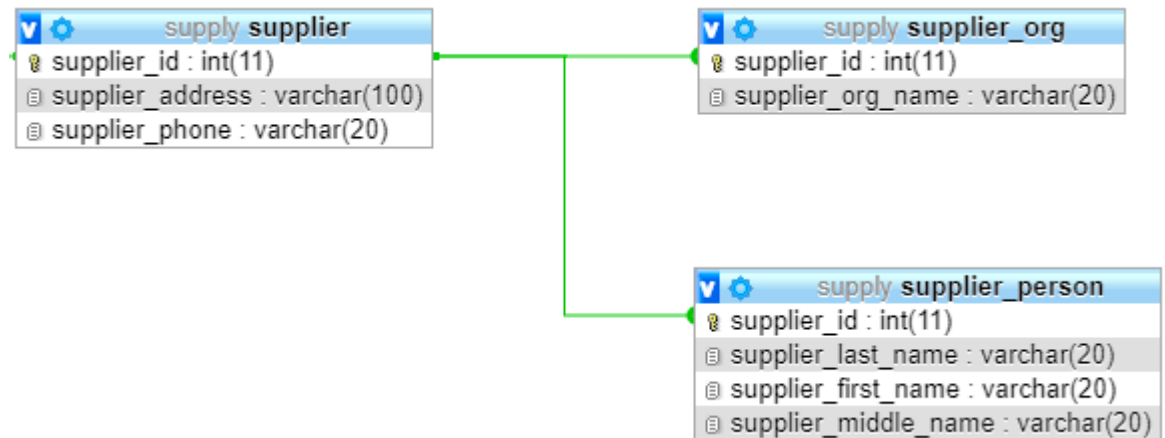 supply supplier
supplier_id : int(11)
supplier_address : varchar(100)
supplier_phone : varchar(20)
supply supplier_org
supplier_id : int(11)
supplier_org_name : varchar(20)
supply supplier_person
supplier_id : int(11)
supplier_last_name : varchar(20)
supplier_first_name : varchar(20)
supplier_middle_name : varchar(20)